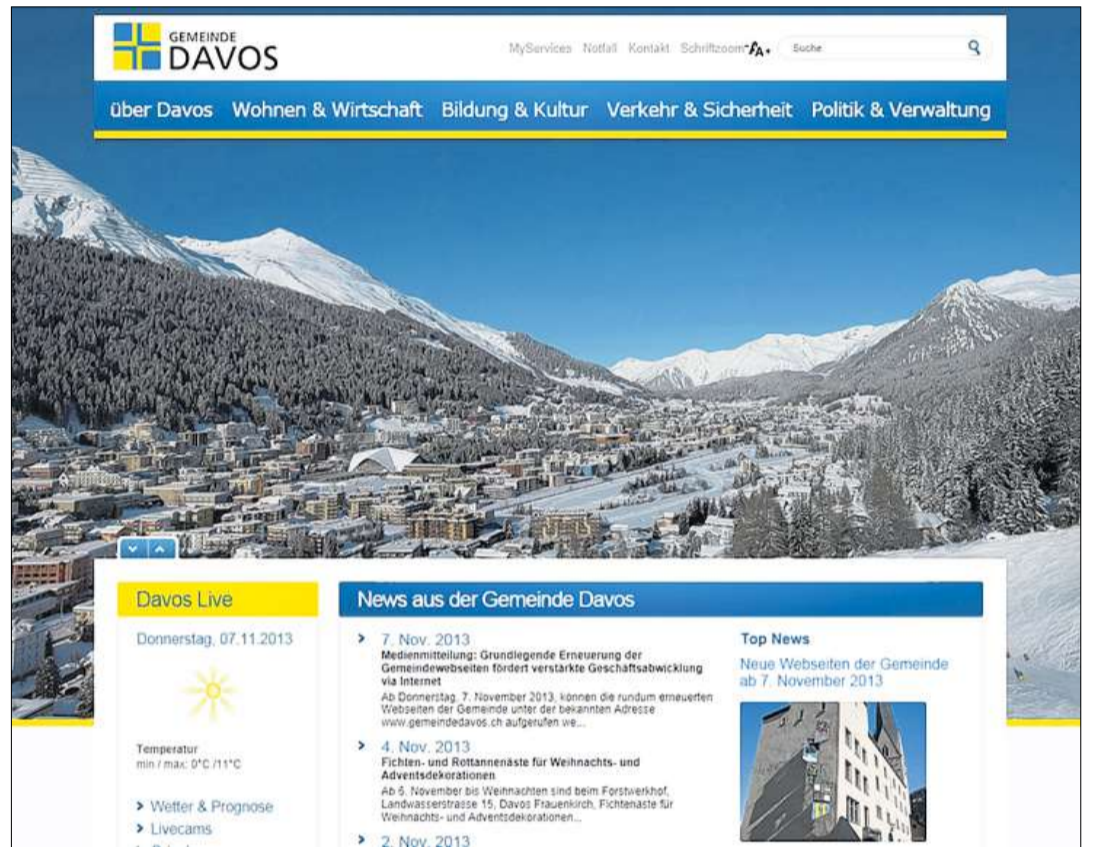 GEMEINDE
DAVOS
MyServices Notfall Kontakt Schriftzoom -AA+ Suche
über Davos Wohnen & Wirtschaft Bildung & Kultur Verkehr & Sicherheit Politik & Verwaltung
Davos Live
Donnerstag, 07.11.2013
Temperatur
min / max: 0°C /11°C
> Wetter & Prognose
> Livecams
News aus der Gemeinde Davos
> 7. Nov. 2013
Medienmitteilung: Grundlegende Erneuerung der
Gemeindewebseiten fördert verstärkte Geschäftsabwicklung
via Internet
Ab Donnerstag, 7. November 2013, können die rundum erneuerten
Webseiten der Gemeinde unter der bekannten Adresse
www.gemeindedavos.ch aufgerufen we...
> 4. Nov. 2013
Fichten- und Rottannenäste für Weihnachts- und
Adventsdekorationen
Ab 5. November bis Weihnachten sind beim Forstwerkhof,
Landwasserstrasse 15, Davos Frauenkirch, Fichtenäste für
Weihnachts- und Adventsdekorationen...
> 2. Nov. 2013
Top News
Neue Webseiten der Gemeinde
ab 7. November 2013